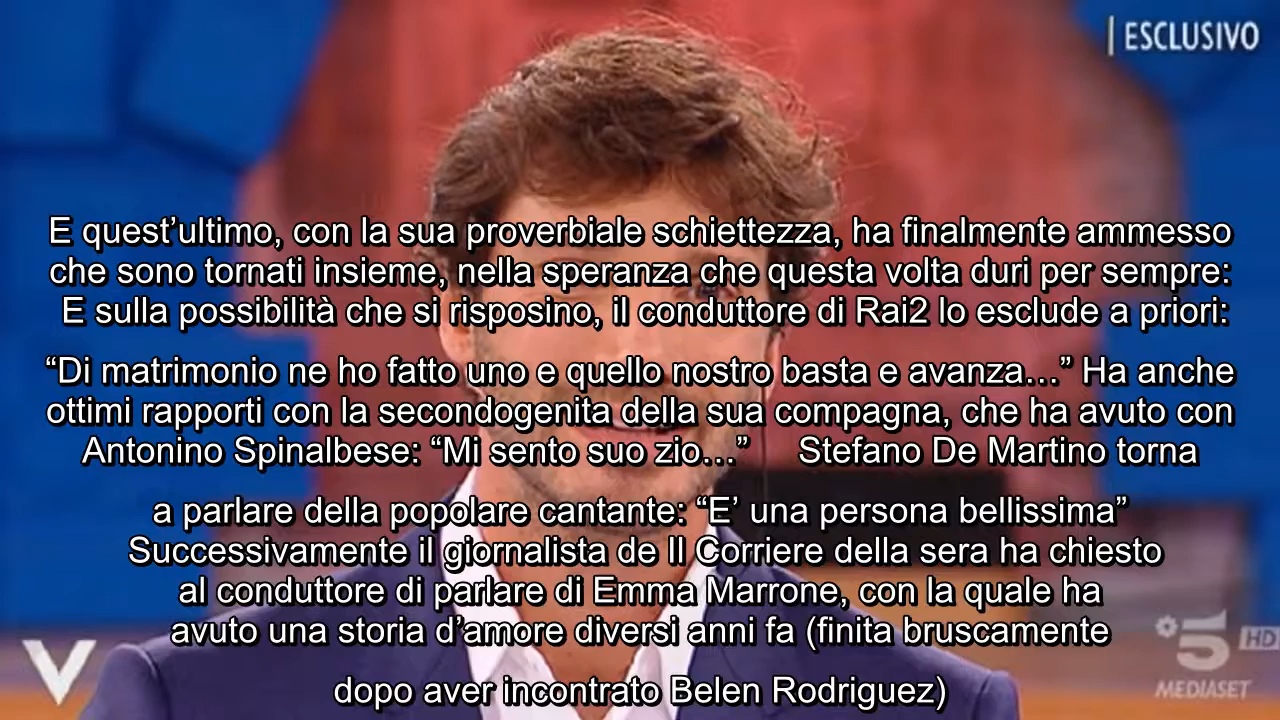 ESCLUSIVO
E quest’ultimo, con la sua proverbiale schiettezza, ha finalmente ammesso
che sono tornati insieme, nella speranza che questa volta duri per sempre:
E sulla possibilità che si risposino, il conduttore di Rai2 lo esclude a priori:
“Di matrimonio ne ho fatto uno e quello nostro basta e avanza…” Ha anche
ottimi rapporti con la secondogenita della sua compagna, che ha avuto con
Antonino Spinalbese: “Mi sento suo zio…” Stefano De Martino torna
a parlare della popolare cantante: “E’ una persona bellissima”
Successivamente il giornalista de Il Corriere della sera ha chiesto
al conduttore di parlare di Emma Marrone, con la quale ha
avuto una storia d’amore diversi anni fa (finita bruscamente
dopo aver incontrato Belen Rodriguez)
V
5 HD
MEDIASET